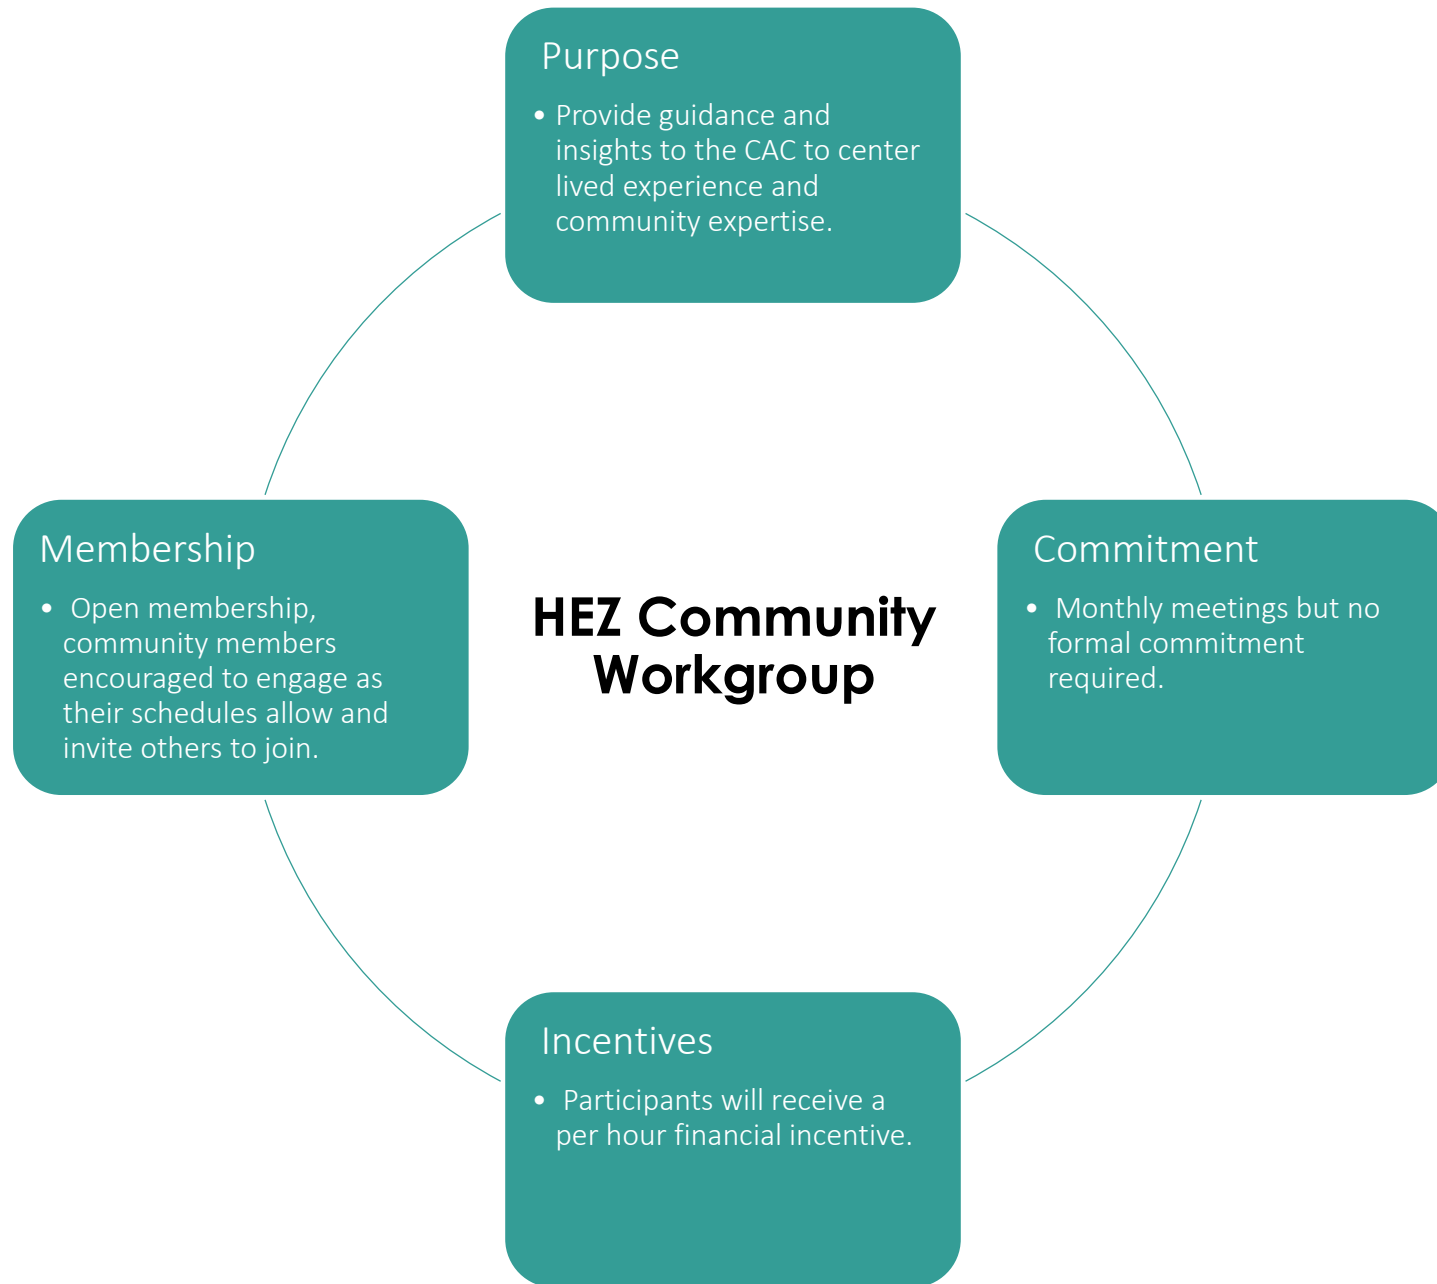 Purpose
• Provide guidance and
insights to the CAC to center
lived experience and
community expertise.
Membership
• Open membership,
community members
encouraged to engage as
their schedules allow and
invite others to join.
HEZ Community
Workgroup
Commitment
• Monthly meetings but no
formal commitment
required.
Incentives
• Participants will receive a
per hour financial incentive.